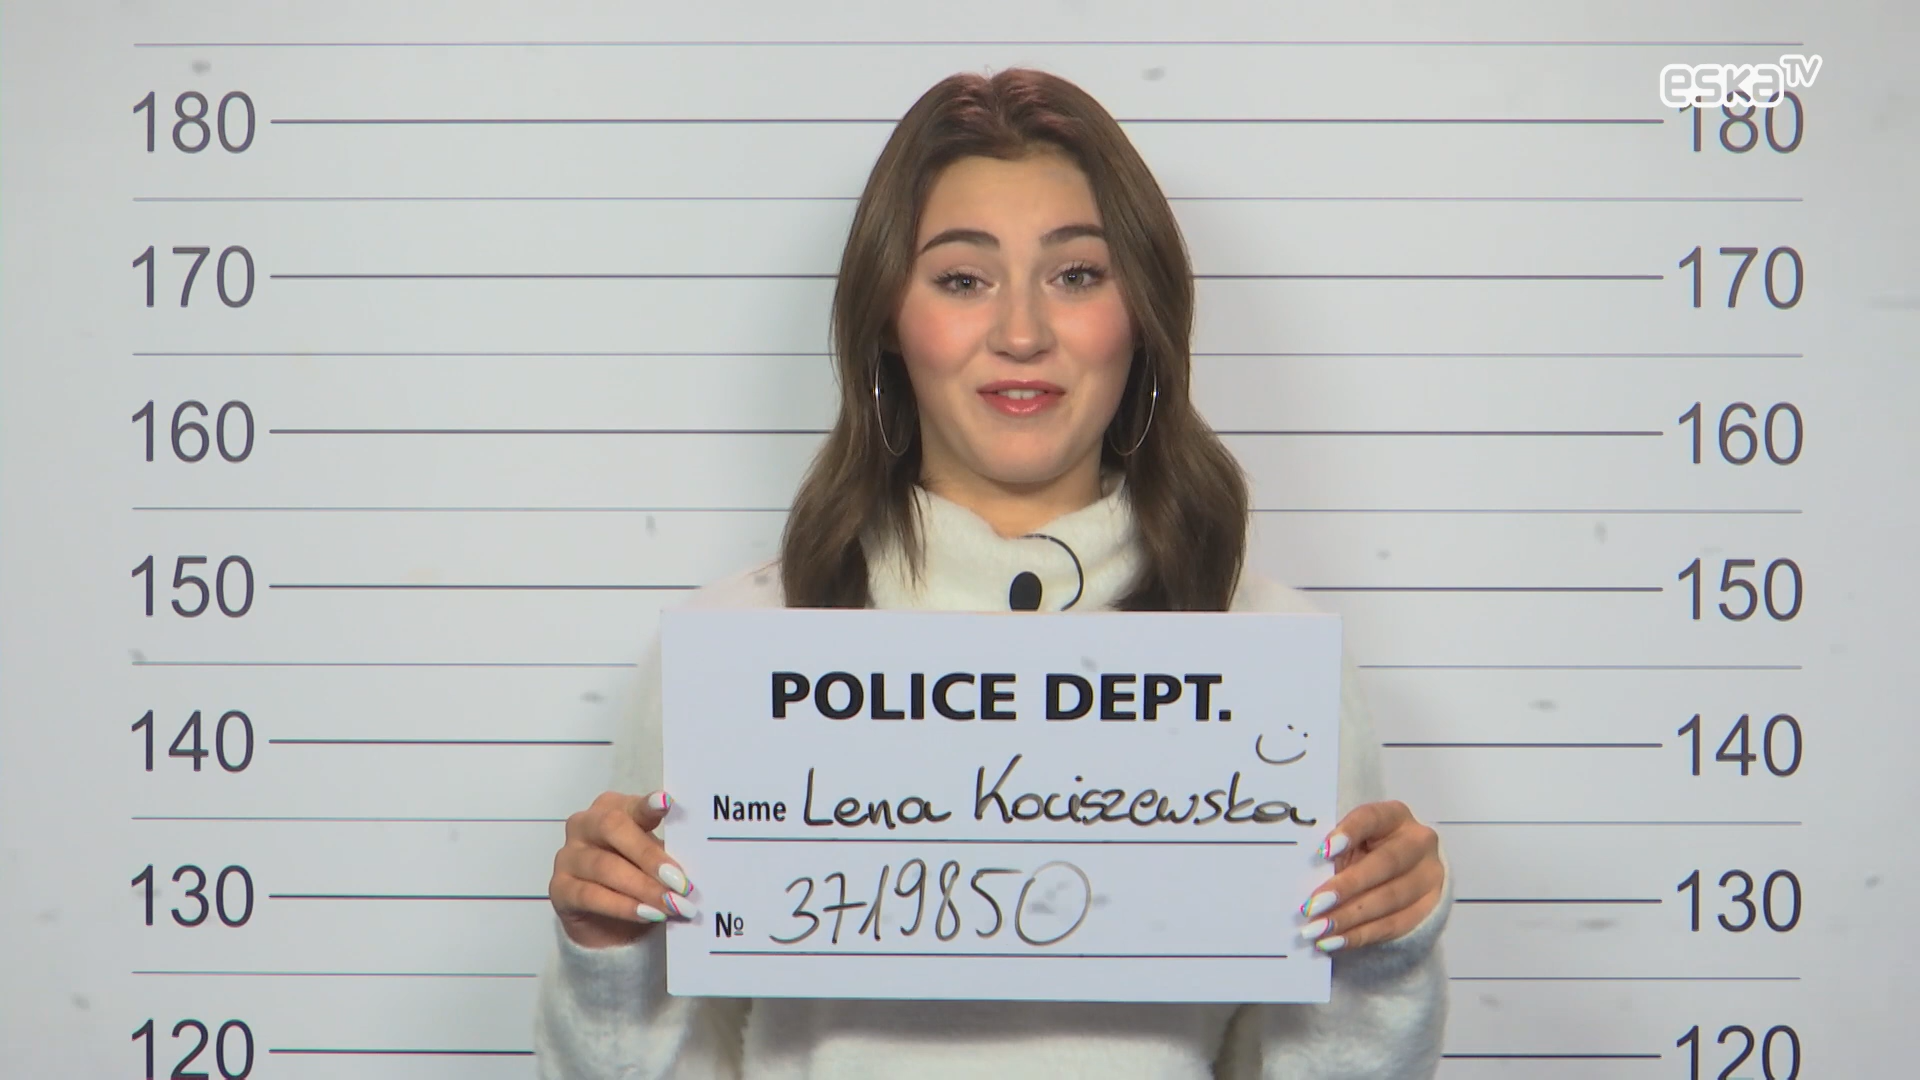 eska TV
180 180
170 170
160 160
150 150
140 140
130 130
120 120
POLICE DEPT.
Name Lena Kociszewska
№ 3719850